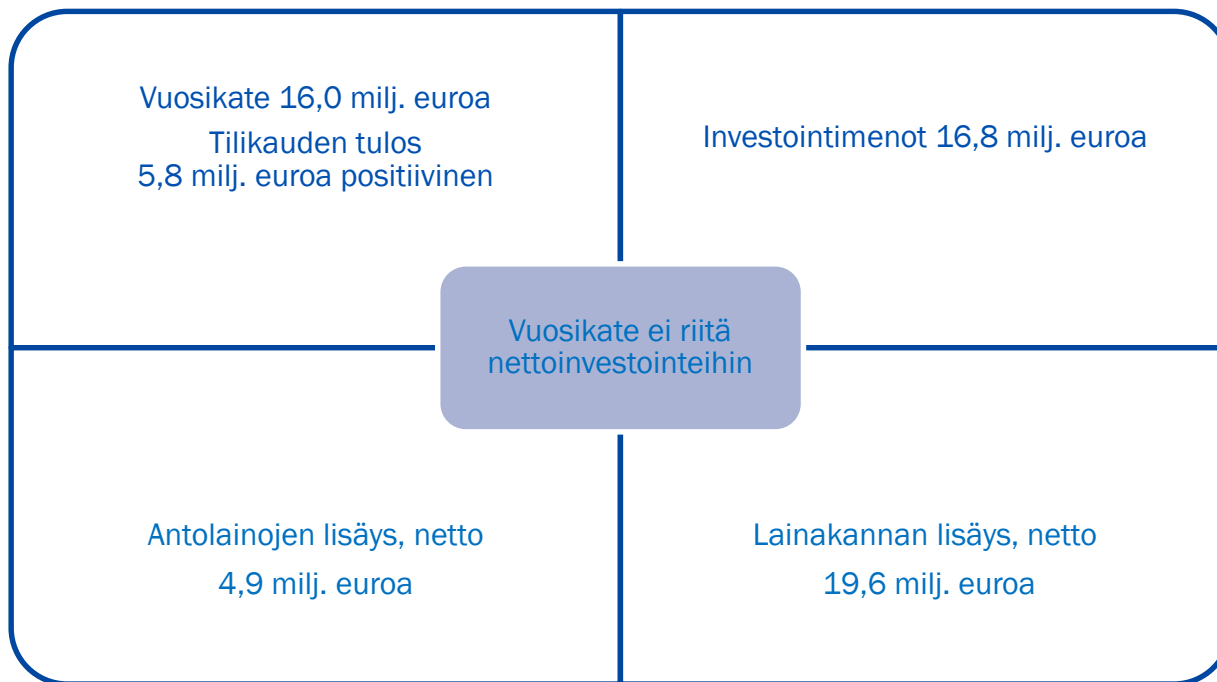 Vuosikate 16,0 milj. euroa
Tilikauden tulos
5,8 milj. euroa positiivinen
Investointimenot 16,8 milj. euroa
Vuosikate ei riitä
nettoinvestointeihin
Antolainojen lisäys, netto
4,9 milj. euroa
Lainakannan lisäys, netto
19,6 milj. euroa